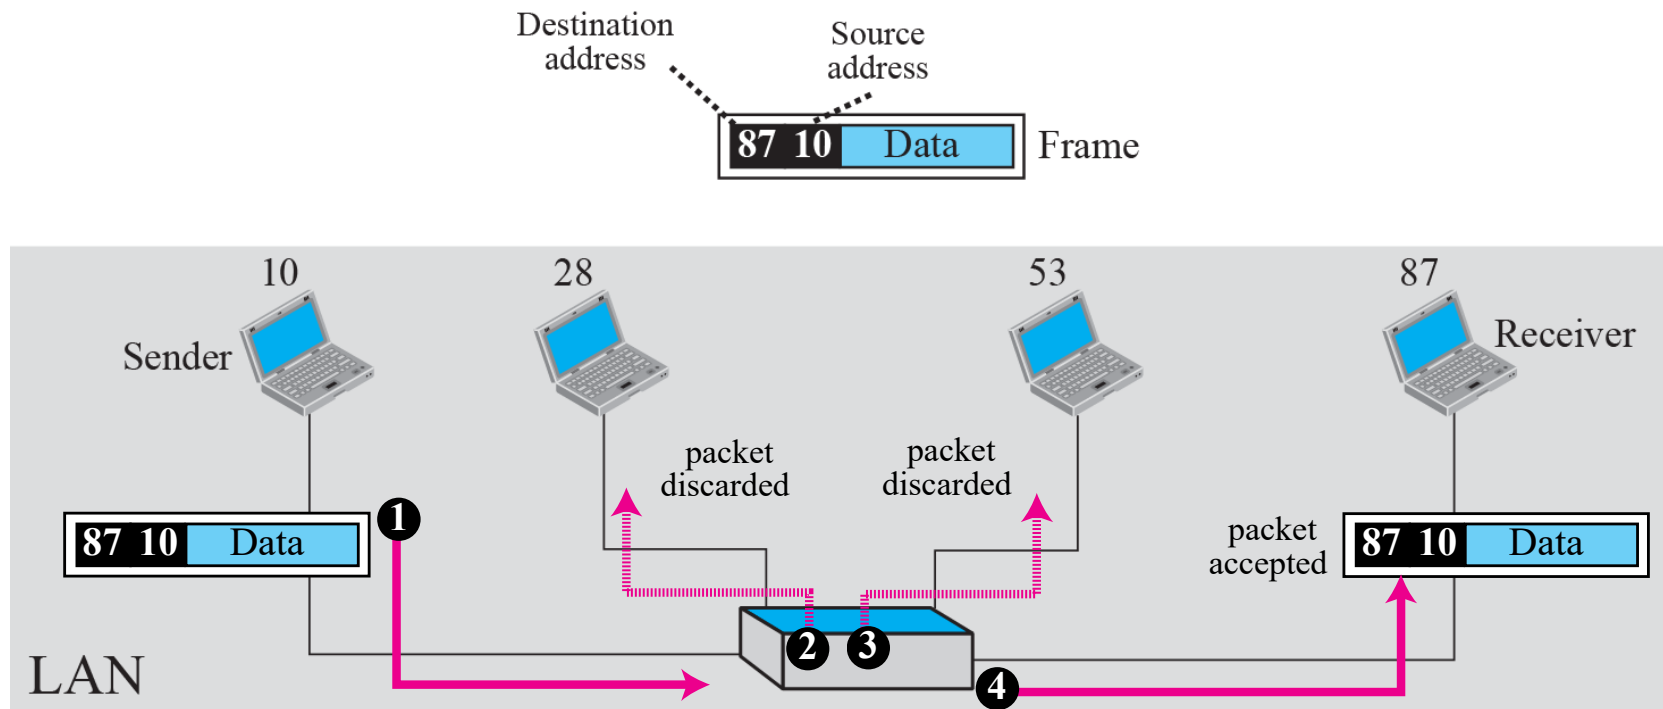 Destination
address
Source
address
87 10 Data
Frame
10
28
53
87
Sender
Receiver
packet
discarded
packet
discarded
87 10 Data
1
packet
accepted
87 10 Data
2
3
4
LAN